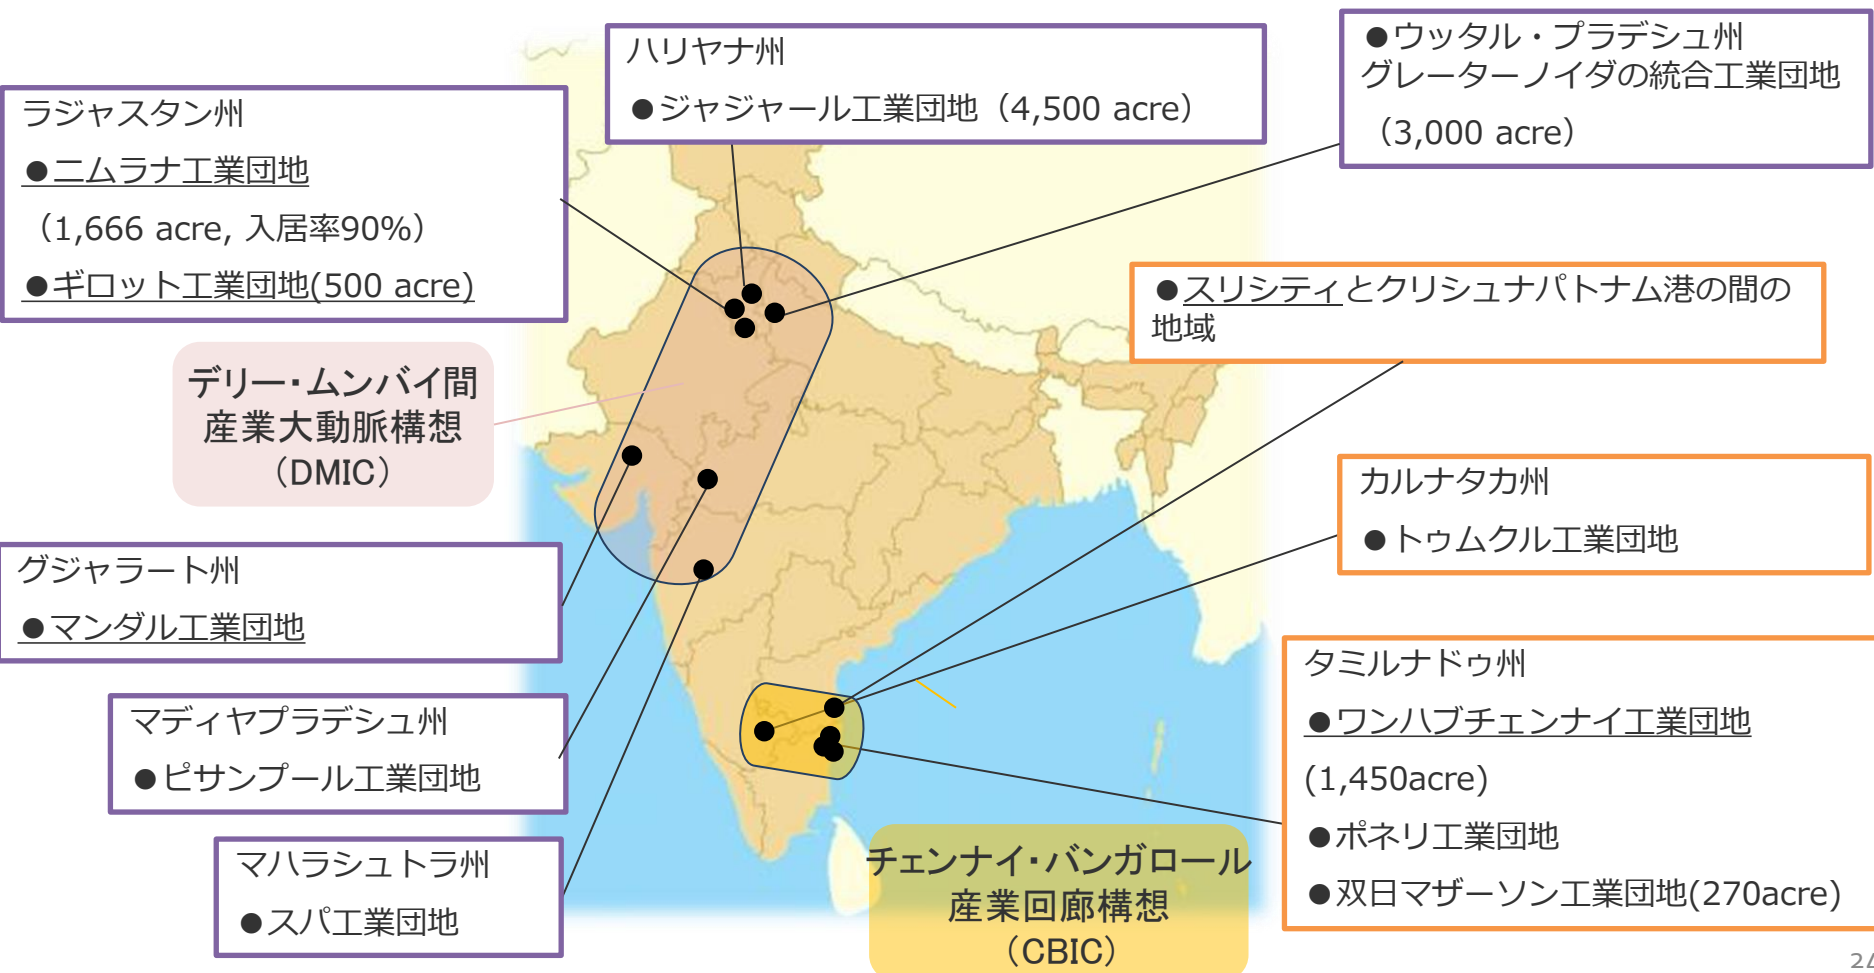 ハリヤナ州
●ジャジャール工業団地（4,500 acre）
●ウッタル・プラデシュ州
グレーターノイダの統合工業団地
（3,000 acre）
ラジャスタン州
●ニムラナ工業団地
（1,666 acre, 入居率90%）
●ギロット工業団地(500 acre)
●スリシティとクリシュナパトナム港の間の
地域
デリー・ムンバイ間
産業大動脈構想
（DMIC）
カルナタカ州
●トゥムクル工業団地
グジャラート州
●マンダル工業団地
タミルナドゥ州
●ワンハブチェンナイ工業団地
(1,450acre)
●ポネリ工業団地
●双日マザーソン工業団地(270acre)
マディヤプラデシュ州
●ピサンプール工業団地
マハラシュトラ州
●スパ工業団地
チェンナイ・バンガロール
産業回廊構想
（CBIC）